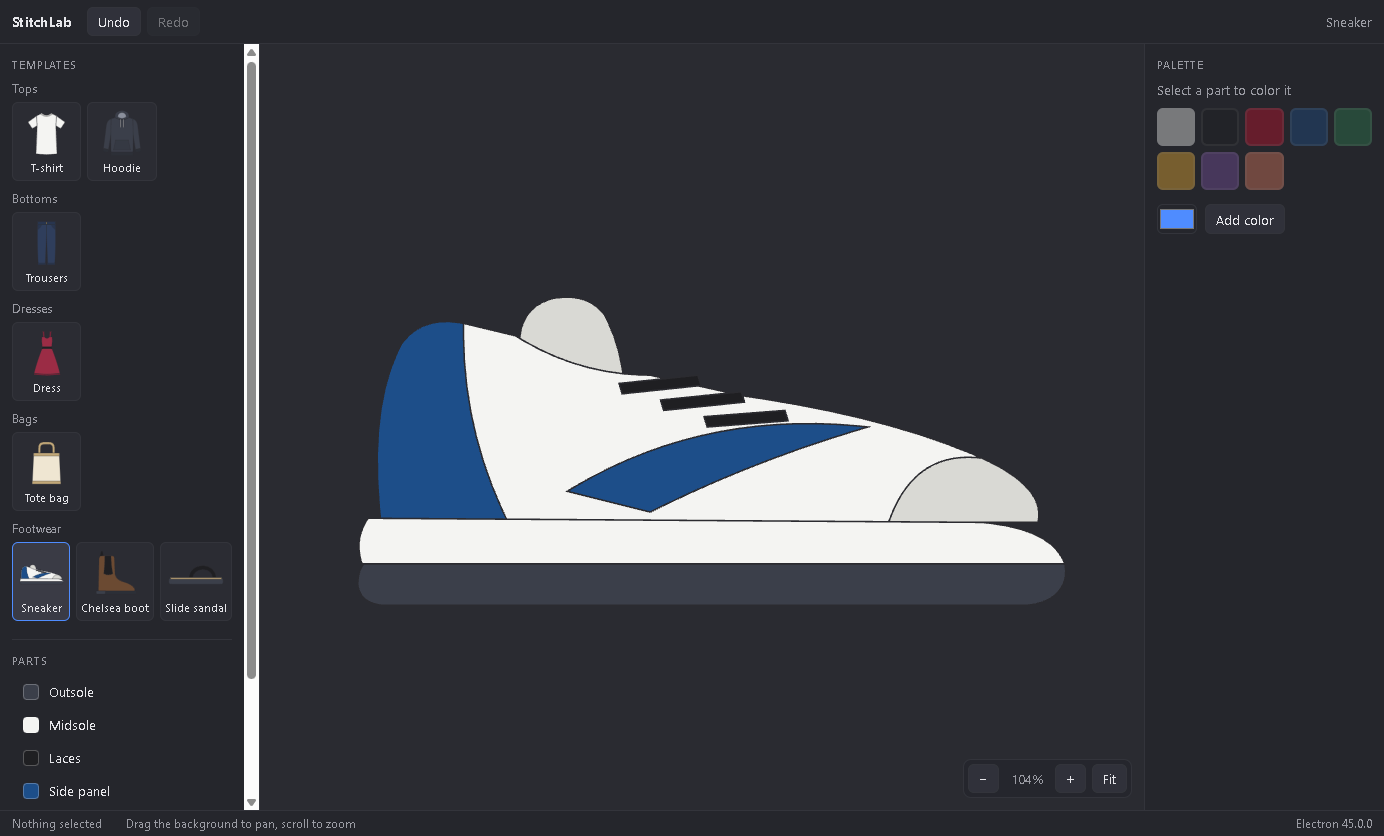 StitchLab Undo Redo Sneaker
TEMPLATES
Tops
T-shirt Hoodie
Bottoms
Trousers
Dresses
Dress
Bags
Tote bag
Footwear
Sneaker Chelsea boot Slide sandal
PARTS
Outsole
Midsole
Laces
Side panel
− 104% + Fit
PALETTE
Select a part to color it
Add color
Nothing selected Drag the background to pan, scroll to zoom Electron 45.0.0